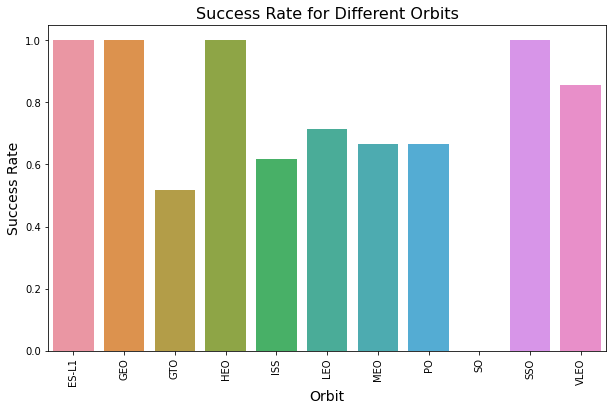 Success Rate for Different Orbits
Success Rate
1.0
0.8
0.6
0.4
0.2
0.0
ES-L1
GEO
GTO
HEO
ISS
LEO
MEO
PO
SO
SSO
VLEO
Orbit